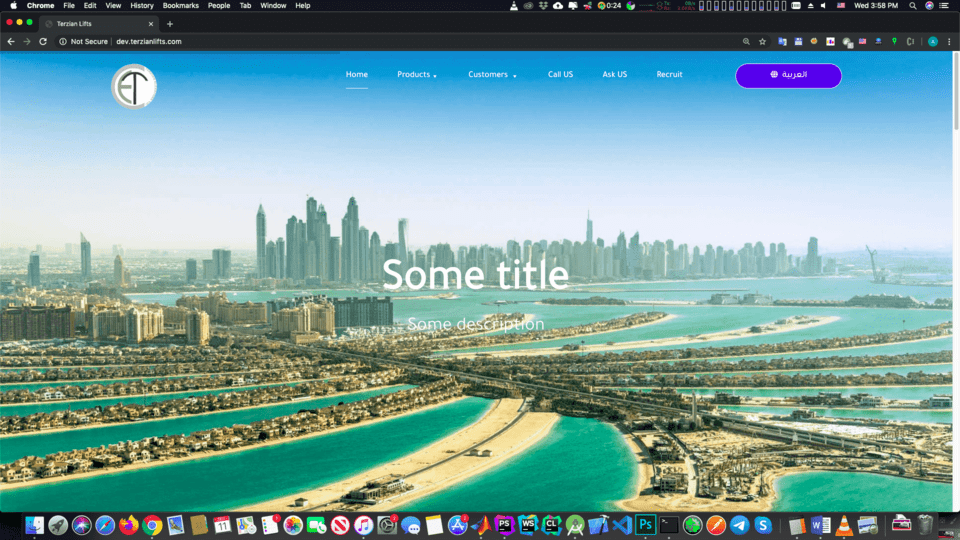 Chrome File Edit View History Bookmarks People Tab Window Help 0:24 Wed 3:58 PM
Terzian Lifts
Not Secure | dev.terzianlifts.com
ET Home Products Customers Call US Ask US Recruit العربية
Some title
Some description